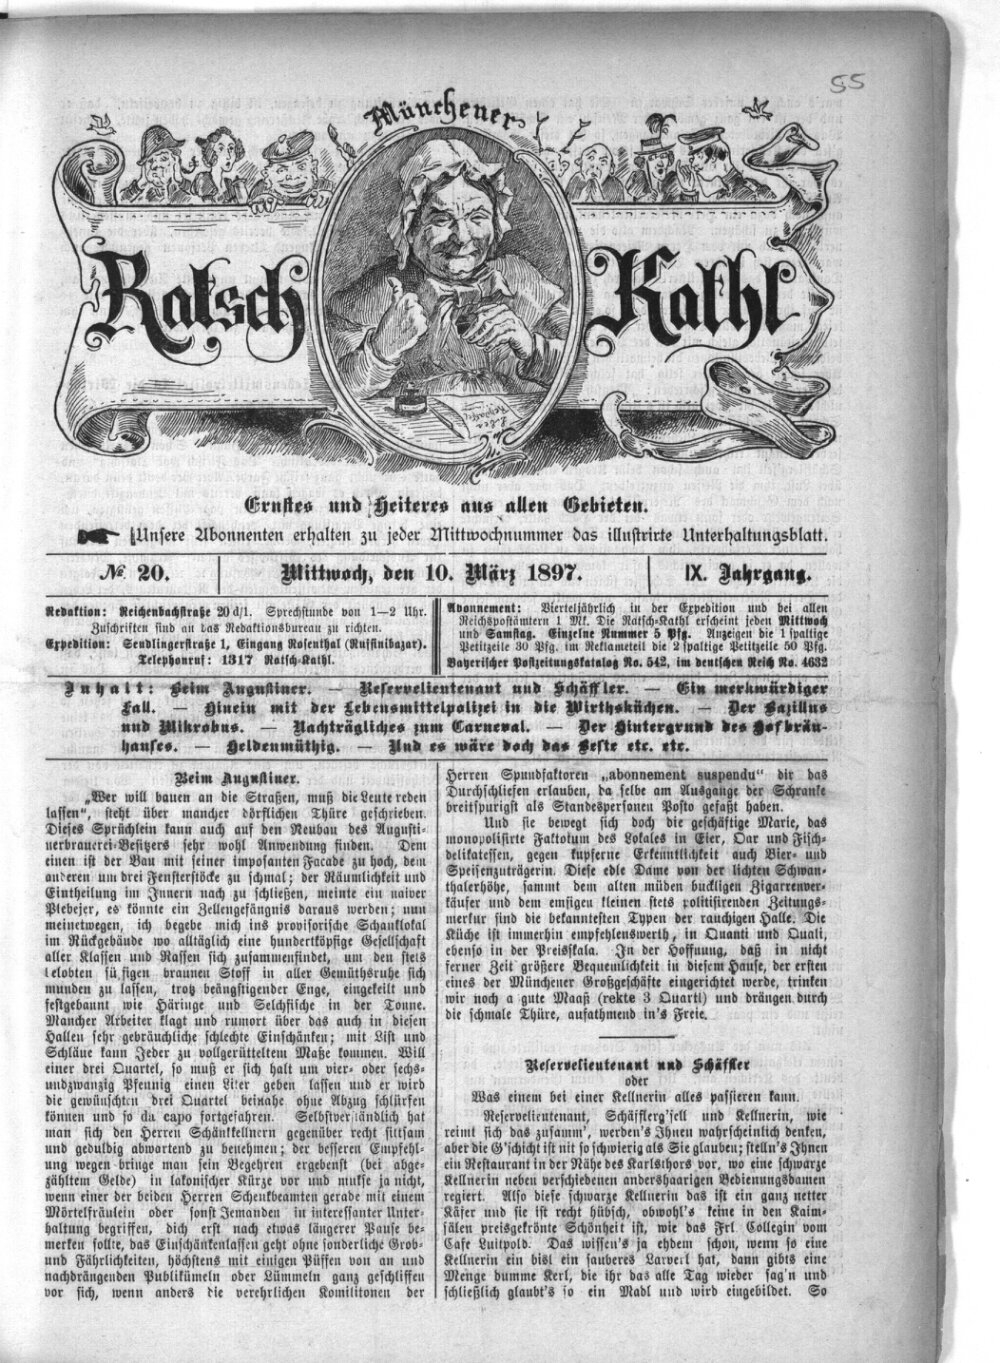 55
Münchener
Ratsch Kathl
Ernstes und Heiteres aus allen Gebieten.
Unsere Abonnenten erhalten zu jeder Mittwochnummer das illustrirte Unterhaltungsblatt.
№ 20. Mittwoch, den 10. März 1897. IX. Jahrgang.
Redaktion: Reichenbachstraße 20 d/1. Sprechstunde von 1—2 Uhr.
Zuschriften sind an das Redaktionsbureau zu richten.
Expedition: Sendlingerstraße 1, Eingang Rosenthal (Ruffinibazar).
Telephonruf: 1317 Ratsch-Kathl.
Abonnement: Vierteljährlich in der Expedition und bei allen
Reichspostämtern 1 Mk. Die Ratsch-Kathl erscheint jeden Mittwoch
und Samstag. Einzelne Nummer 5 Pfg. Anzeigen die 1 spaltige
Petitzeile 30 Pfg. im Reklameteil die 2 spaltige Petitzeile 50 Pfg.
Bayerischer Postzeitungskatalog No. 542, im deutschen Reich No. 4632
Inhalt: Beim Augustiner. — Reservelieutenant und Schäffler. — Ein merkwürdiger
Fall. — Hinein mit der Lebensmittelpolizei in die Wirthsküchen. — Der Bazillus
und Mikrobus. — Nachträgliches zum Carneval. — Der Hintergrund des Hofbräu-
hauses. — Heldenmüthig. — Und es wäre doch das Beste etc. etc.
Beim Augustiner.
„Wer will bauen an die Straßen, muß die Leute reden
lassen“, steht über mancher dörflichen Thüre geschrieben.
Dieses Sprüchlein kann auch auf den Neubau des Augusti-
nerbrauerei-Besitzers sehr wohl Anwendung finden. Dem
einen ist der Bau mit seiner imposanten Facade zu hoch, dem
anderen um drei Fensterstöcke zu schmal; der Räumlichkeit und
Eintheilung im Innern nach zu schließen, meinte ein naiver
Plebejer, es könnte ein Zellengefängnis daraus werden; nun
meinetwegen, ich begebe mich ins provisorische Schanklokal
im Rückgebäude wo alltäglich eine hundertköpfige Gesellschaft
aller Klassen und Rassen sich zusammenfindet, um den stets
belobten süffigen braunen Stoff in aller Gemüthsruhe sich
munden zu lassen, trotz beängstigender Enge, eingekeilt und
festgebannt wie Häringe und Selchfische in der Tonne.
Mancher Arbeiter klagt und rumort über das auch in diesen
Hallen sehr gebräuchliche schlechte Einschänken; mit List und
Schläue kann Jeder zu vollgerütteltem Maße kommen. Will
einer drei Quartel, so muß er sich halt um vier- oder sechs-
undzwanzig Pfennig einen Liter geben lassen und er wird
die gewünschten drei Quartel beinahe ohne Abzug schlürfen
können und so da capo fortgefahren. Selbstverständlich hat
man sich den Herren Schänkkellnern gegenüber recht sittsam
und geduldig abwartend zu benehmen; der besseren Empfehl-
ung wegen bringe man sein Begehren ergebenst (bei abge-
zähltem Gelde) in lakonischer Kürze vor und mukse ja nicht,
wenn einer der beiden Herren Schenkbeamten gerade mit einem
Mörtelfräulein oder sonst Jemanden in interessanter Unter-
haltung begriffen, dich erst nach etwas längerer Pause be-
merken sollte, das Einschänkenlassen geht ohne sonderliche Grob-
und Fährlichkeiten, höchstens mit einigen Püffen von an und
nachdrängenden Publikümeln oder Lümmeln ganz geschliffen
vor sich, wenn anders die verehrlichen Komilitonen der
Herren Spundfaktoren „abonnement suspendu“ dir das
Durchschliefen erlauben, da selbe am Ausgange der Schranke
breitspurigst als Standespersonen Posto gefaßt haben.
Und sie bewegt sich doch die geschäftige Marie, das
monopolisirte Faktotum des Lokales in Eier, Oar und Fisch-
delikatessen, gegen kupferne Erkenntlichkeit auch Bier- und
Speisenzuträgerin. Diese edle Dame von der lichten Schwan-
thalerhöhe, sammt dem alten müden buckligen Zigarrenver-
käufer und dem emsigen kleinen stets politisirenden Zeitungs-
merkur sind die bekanntesten Typen der rauchigen Halle. Die
Küche ist immerhin empfehlenswerth, in Quanti und Quali,
ebenso in der Preisskala. In der Hoffnung, daß in nicht
ferner Zeit größere Bequemlichkeit in diesem Hause, der ersten
eines der Münchener Großgeschäfte eingerichtet werde, trinken
wir noch a gute Maaß (rekte 3 Quartl) und drängen durch
die schmale Thüre, aufathmend in's Freie.
Reservelieutenant und Schäffler
oder
Was einem bei einer Kellnerin alles passieren kann.
Reservelieutenant, Schäfflerg'sell und Kellnerin, wie
reimt sich das zusamm', werden's Ihnen wahrscheinlich denken,
aber die G'schicht ist nit so schwierig als Sie glauben; stelln's Ihnen
ein Restaurant in der Nähe des Karlsthors vor, wo eine schwarze
Kellnerin neben verschiedenen andershaarigen Bedienungsdamen
regiert. Also diese schwarze Kellnerin das ist ein ganz netter
Käfer und sie ist recht hübsch, obwohl's keine in den Kaim-
sälen preisgekrönte Schönheit ist, wie das Frl. Collegin vom
Cafe Luitpold. Das wissen's ja ehdem schon, wenn so eine
Kellnerin ein bisl ein sauberes Larverl hat, dann gibts eine
Menge dumme Kerl, die ihr das alle Tag wieder sag'n und
schließlich glaubt's so ein Madl und wird eingebildet. So